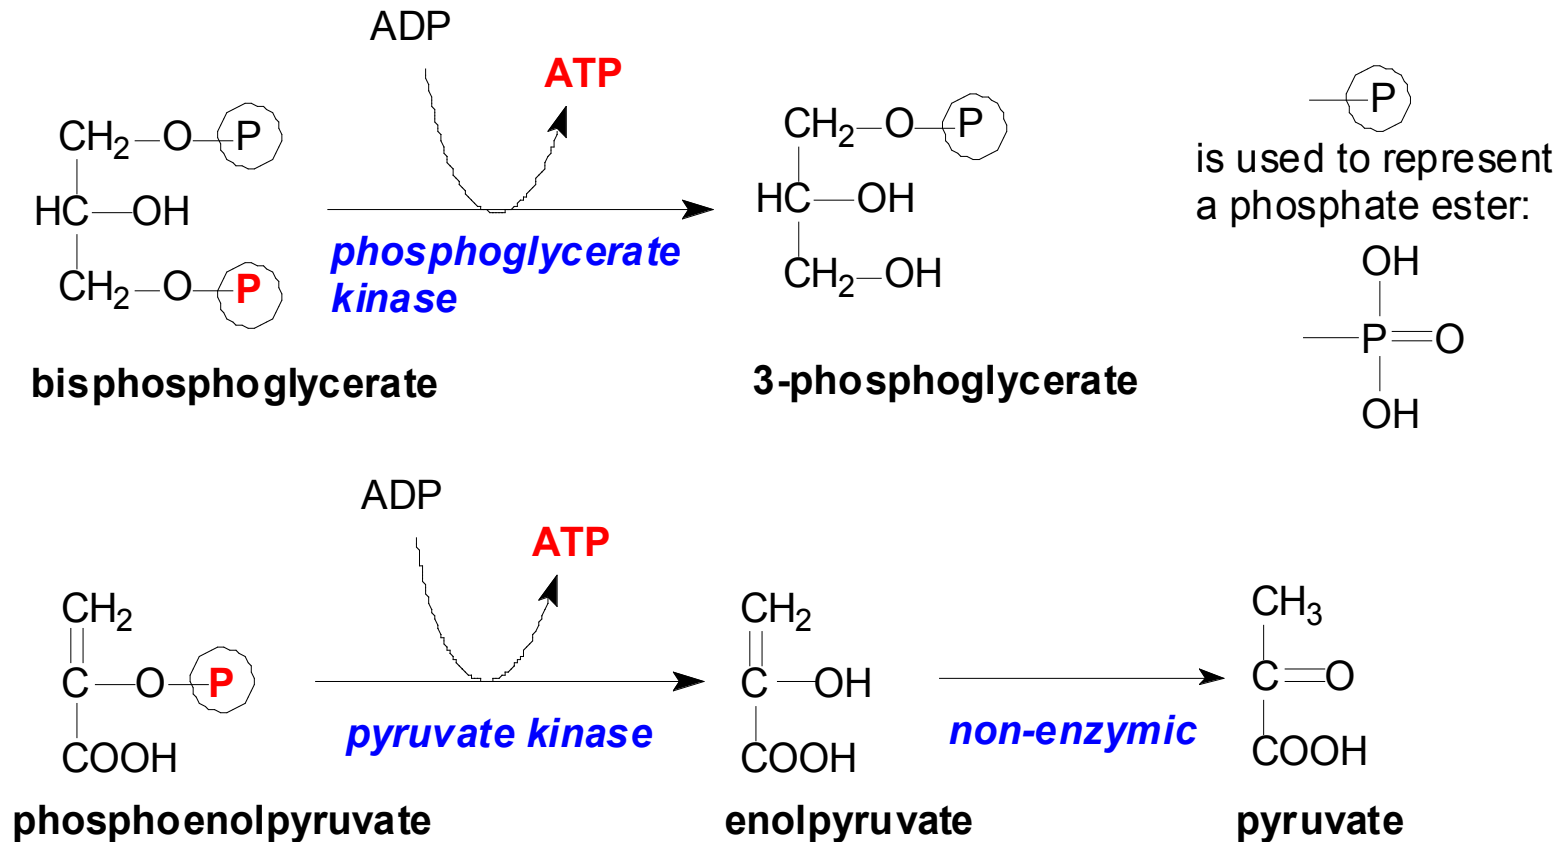 ADP
ATP
CH2—O—P
HC—OH
CH2—O—P
phosphoglycerate
kinase
bisphosphoglycerate
CH2—O—P
HC—OH
CH2—OH
3-phosphoglycerate
P
is used to represent
a phosphate ester:
OH
P=O
OH
ADP
ATP
CH2
C—O—P
COOH
phosphoenolpyruvate
pyruvate kinase
CH2
C—OH
COOH
enolpyruvate
non-enzymic
CH3
C=O
COOH
pyruvate